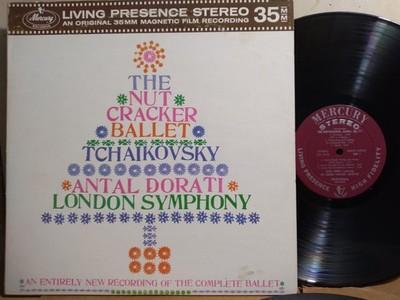 Mercury
LIVING PRESENCE STEREO 35 MM
AN ORIGINAL 35MM MAGNETIC FILM RECORDING
THE
NUT
CRACKER
BALLET
TCHAIKOVSKY
ANTAL DORATI
LONDON SYMPHONY
AN ENTIRELY NEW RECORDING OF THE COMPLETE BALLET
MERCURY
STEREO
LIVING PRESENCE
HIGH FIDELITY